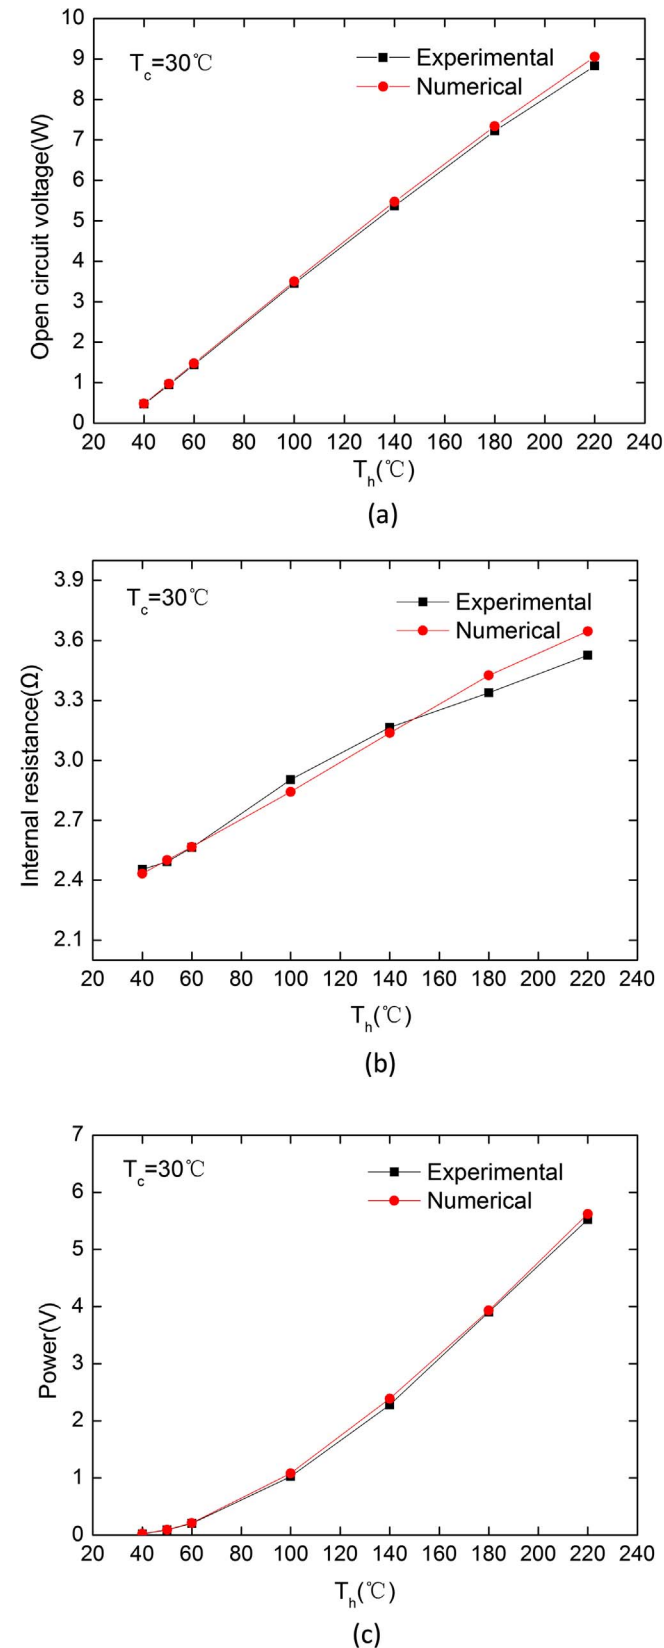 10
9
8
7
6
5
4
3
2
1
0
Open circuit voltage(W)
T_c=30℃
Experimental
Numerical
20 40 60 80 100 120 140 160 180 200 220 240
T_h(℃)
(a)
3.9
3.6
3.3
3.0
2.7
2.4
2.1
Internal resistance(Ω)
T_c=30℃
Experimental
Numerical
20 40 60 80 100 120 140 160 180 200 220 240
T_h(℃)
(b)
7
6
5
4
3
2
1
0
Power(V)
T_c=30℃
Experimental
Numerical
20 40 60 80 100 120 140 160 180 200 220 240
T_h(℃)
(c)